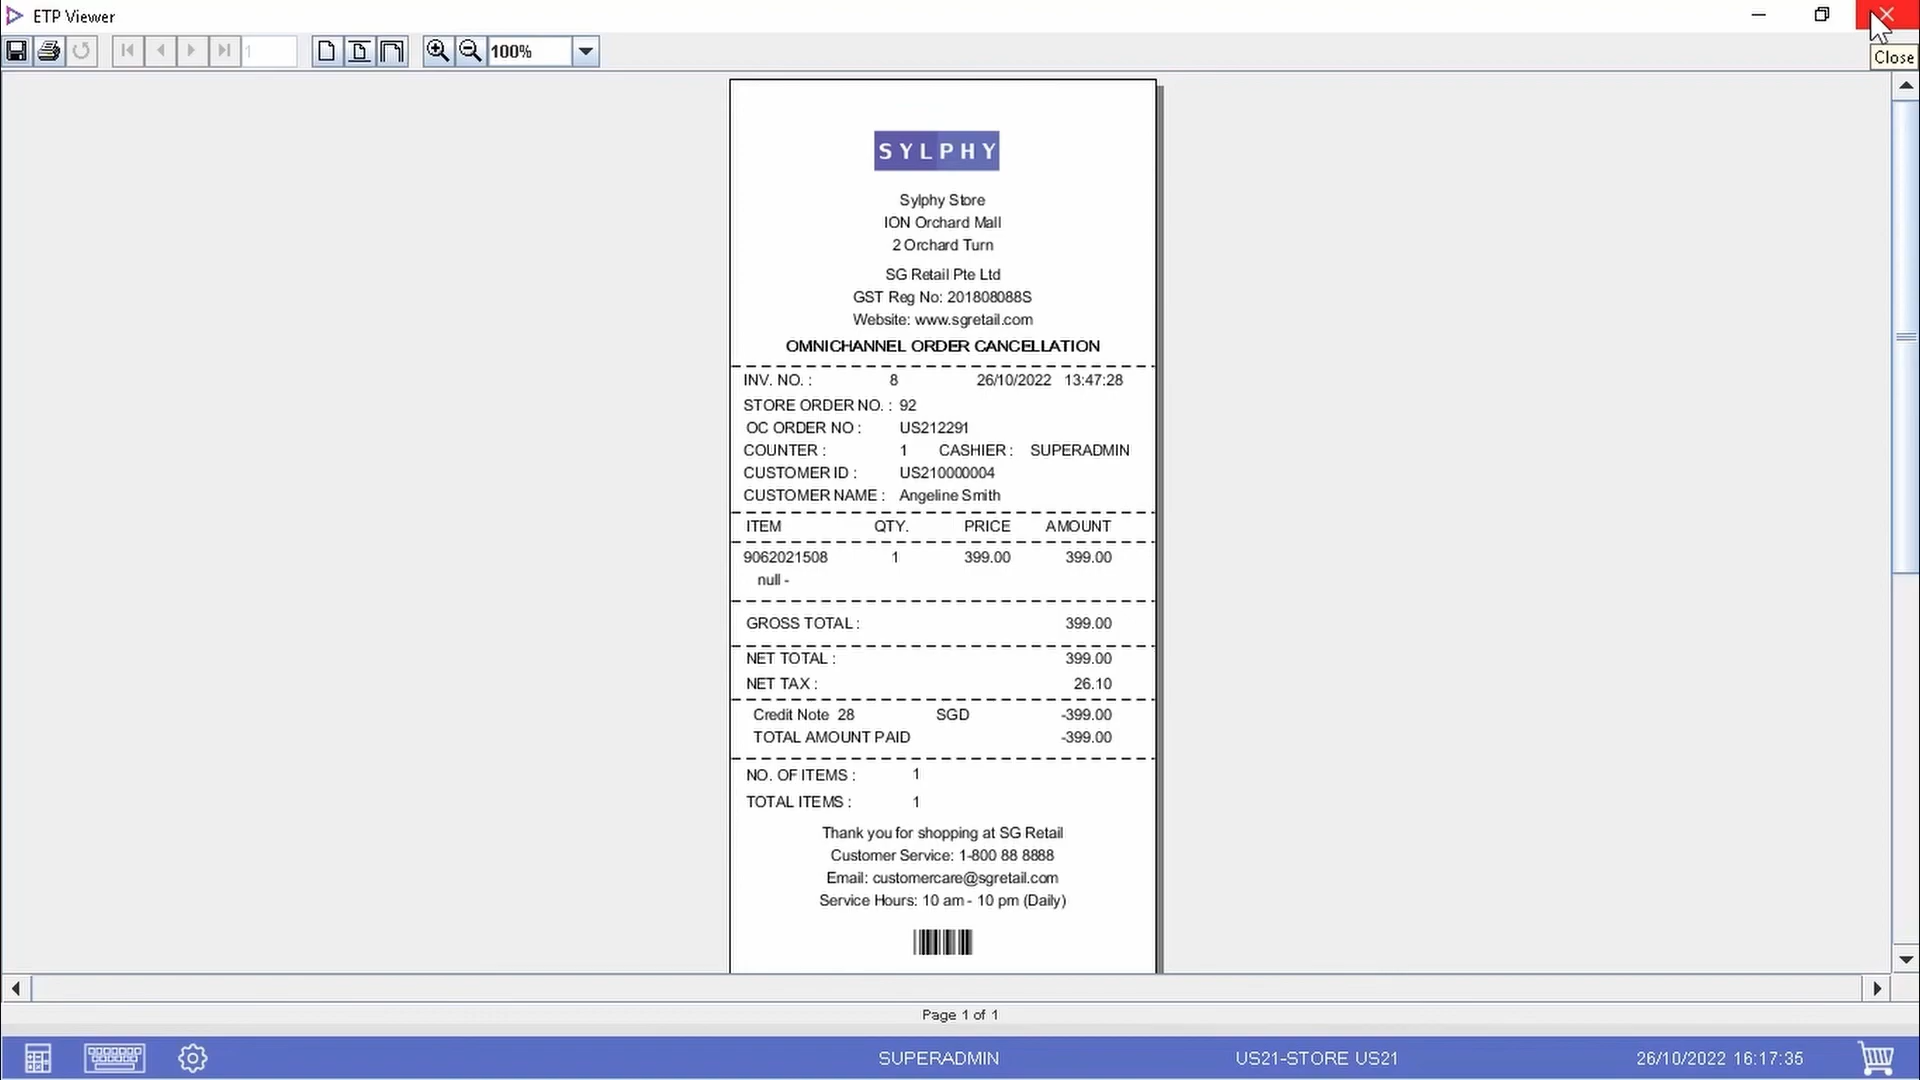 ETP Viewer
1
100%
Close
SYLPHY
Sylphy Store
ION Orchard Mall
2 Orchard Turn
SG Retail Pte Ltd
GST Reg No: 201808088S
Website: www.sgretail.com
OMNICHANNEL ORDER CANCELLATION
INV. NO. : 8 26/10/2022 13:47:28
STORE ORDER NO. : 92
OC ORDER NO : US212291
COUNTER : 1 CASHIER : SUPERADMIN
CUSTOMER ID : US210000004
CUSTOMER NAME : Angeline Smith
ITEM QTY. PRICE AMOUNT
9062021508 1 399.00 399.00
null -
GROSS TOTAL : 399.00
NET TOTAL : 399.00
NET TAX : 26.10
Credit Note 28 SGD -399.00
TOTAL AMOUNT PAID -399.00
NO. OF ITEMS : 1
TOTAL ITEMS : 1
Thank you for shopping at SG Retail
Customer Service: 1-800 88 8888
Email: customercare@sgretail.com
Service Hours: 10 am - 10 pm (Daily)
Page 1 of 1
SUPERADMIN US21-STORE US21 26/10/2022 16:17:35